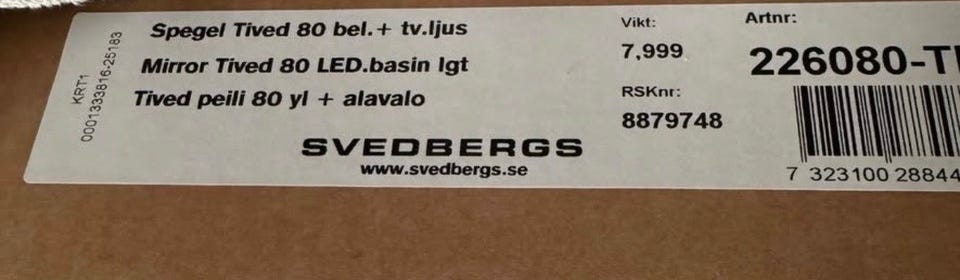 KRT1
0001333816-25183
Spegel Tived 80 bel.+ tv.ljus
Mirror Tived 80 LED.basin lgt
Tived peili 80 yl + alavalo
SVEDBERGS
www.svedbergs.se
Vikt:
7,999
RSKnr:
8879748
Artnr:
226080-T
7 323100 28844